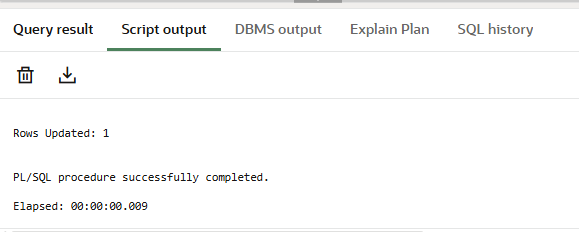 Query result Script output DBMS output Explain Plan SQL history
Rows Updated: 1
PL/SQL procedure successfully completed.
Elapsed: 00:00:00.009